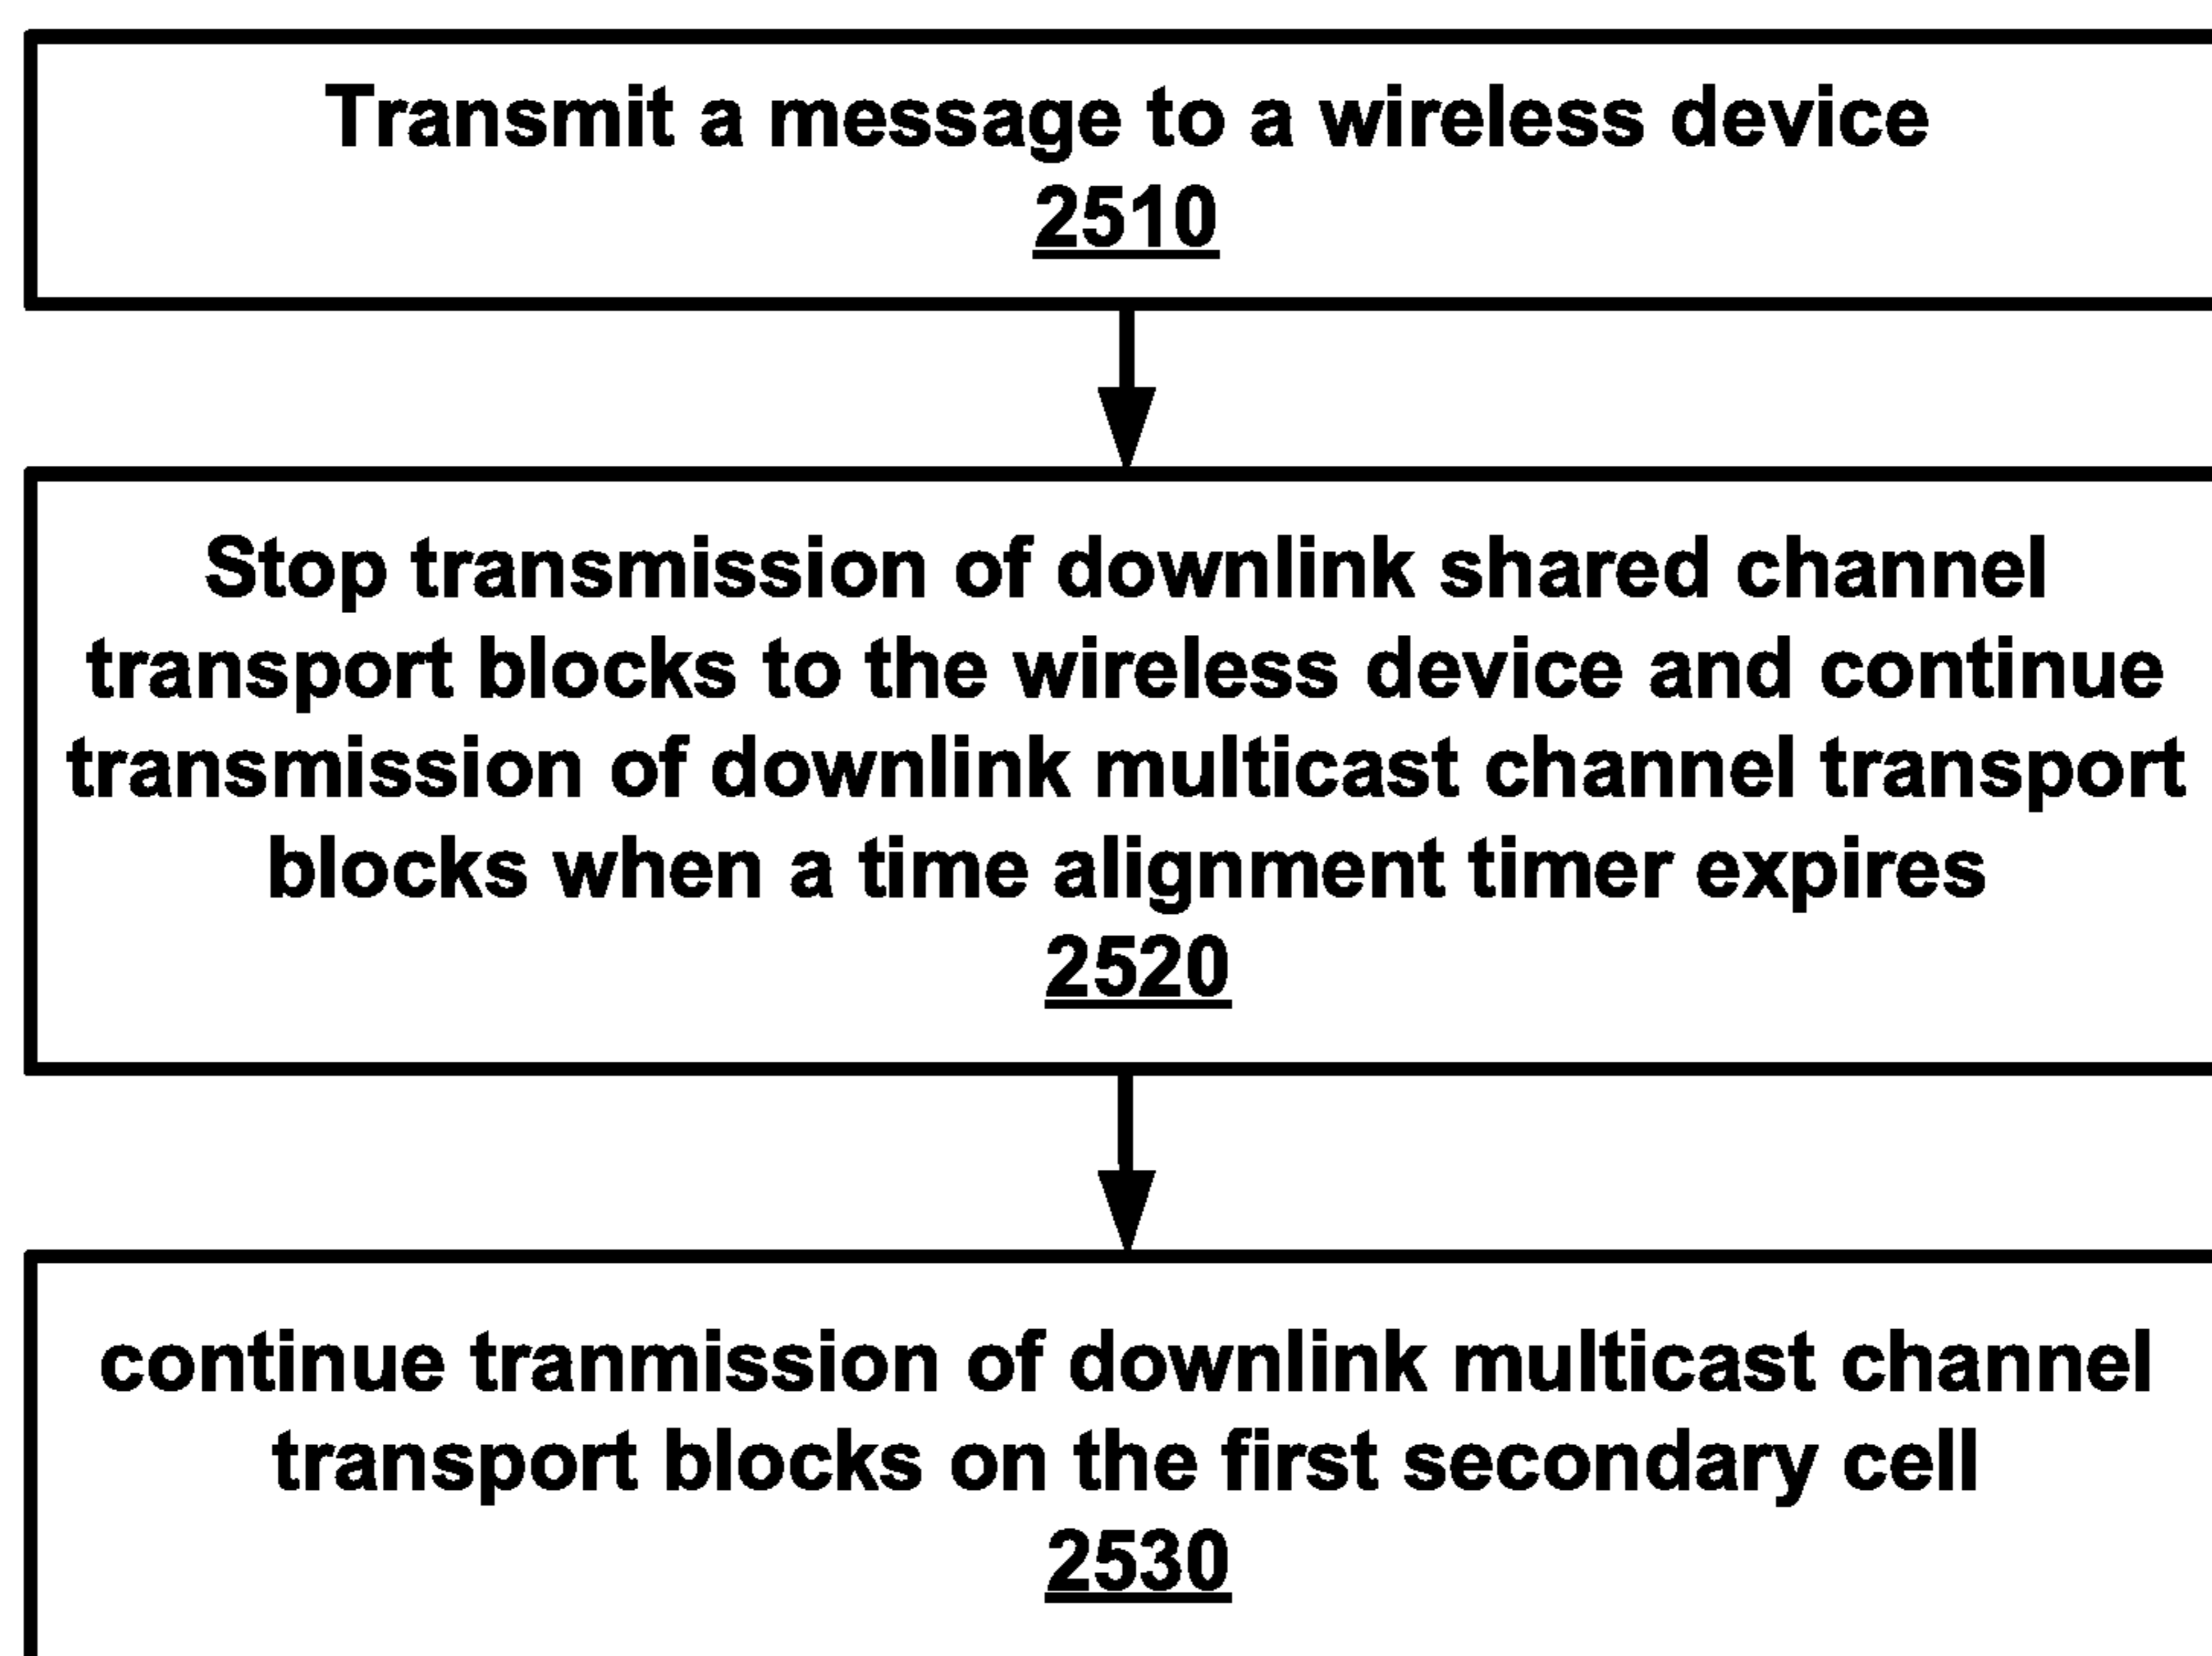 Transmit a message to a wireless device
2510
Stop transmission of downlink shared channel
transport blocks to the wireless device and continue
transmission of downlink multicast channel transport
blocks when a time alignment timer expires
2520
continue tranmission of downlink multicast channel
transport blocks on the first secondary cell
2530